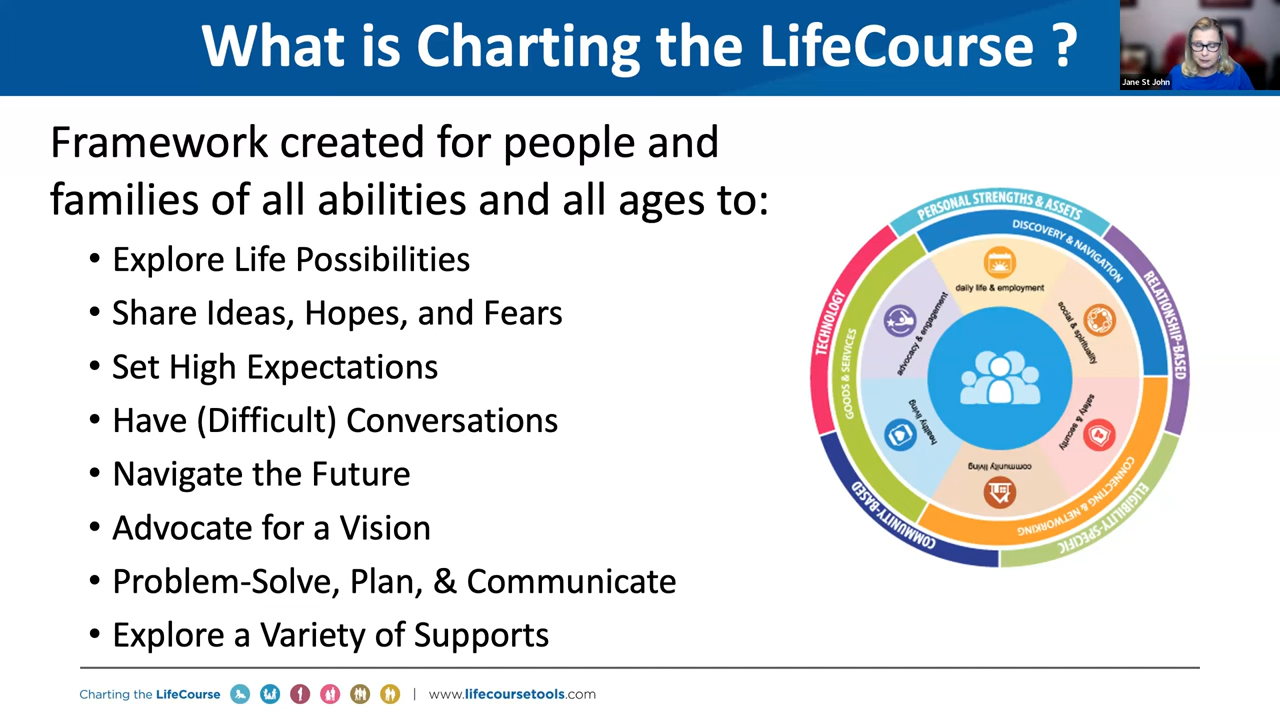 What is Charting the LifeCourse ?
Jane St John
Framework created for people and
families of all abilities and all ages to:
• Explore Life Possibilities
• Share Ideas, Hopes, and Fears
• Set High Expectations
• Have (Difficult) Conversations
• Navigate the Future
• Advocate for a Vision
• Problem-Solve, Plan, & Communicate
• Explore a Variety of Supports
PERSONAL STRENGTHS & ASSETS
RELATIONSHIP-BASED
ELIGIBILITY-SPECIFIC
COMMUNITY-BASED
TECHNOLOGY
DISCOVERY & NAVIGATION
CONNECTING & NETWORKING
GOODS & SERVICES
daily life & employment
social & spirituality
safety & security
community living
healthy living
advocacy & engagement
Charting the LifeCourse | www.lifecoursetools.com